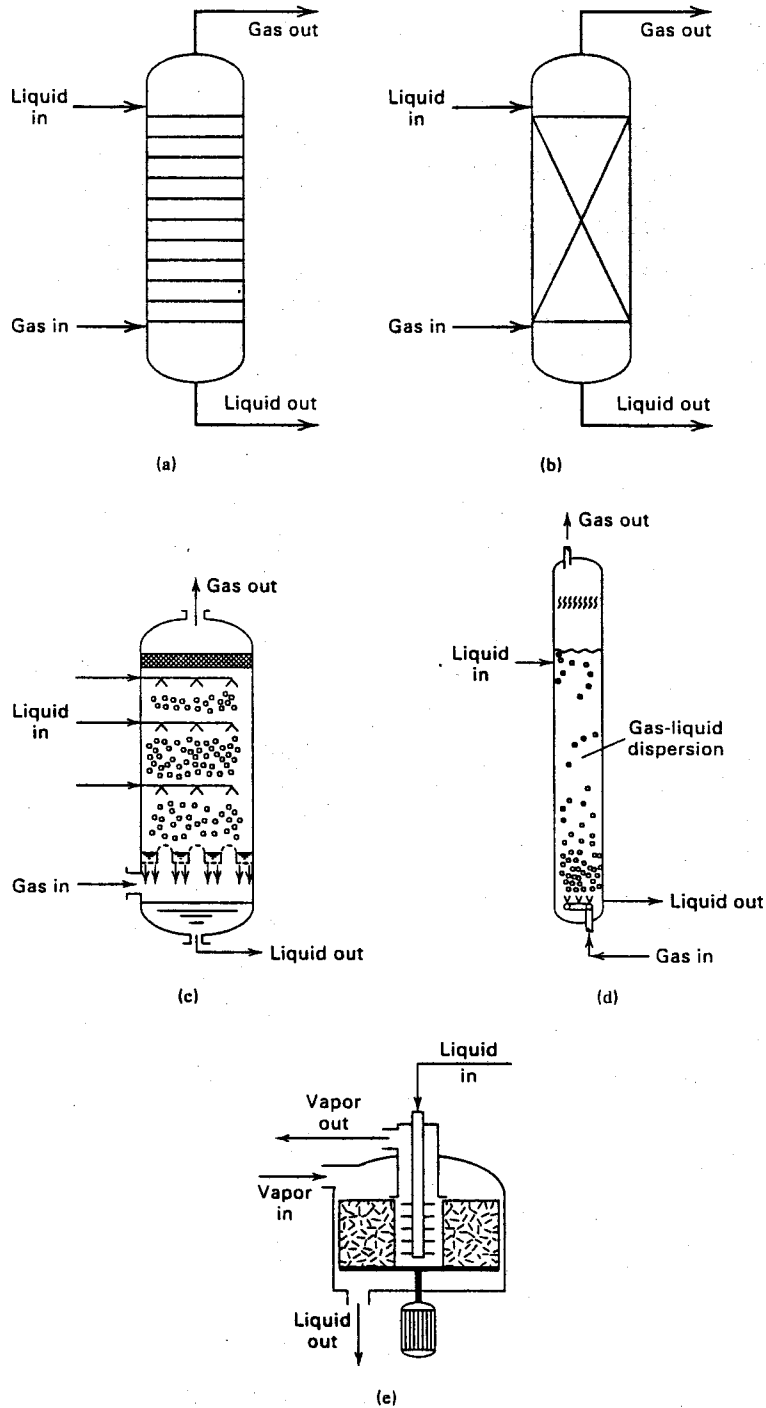 Gas out
Liquid
in
Gas in
Liquid out
(a)
Gas out
Liquid
in
Gas in
Liquid out
(b)
Gas out
Liquid
in
Gas in
Liquid out
(c)
Gas out
Liquid
in
Gas-liquid
dispersion
Liquid out
Gas in
(d)
Liquid
in
Vapor
out
Vapor
in
Liquid
out
(e)